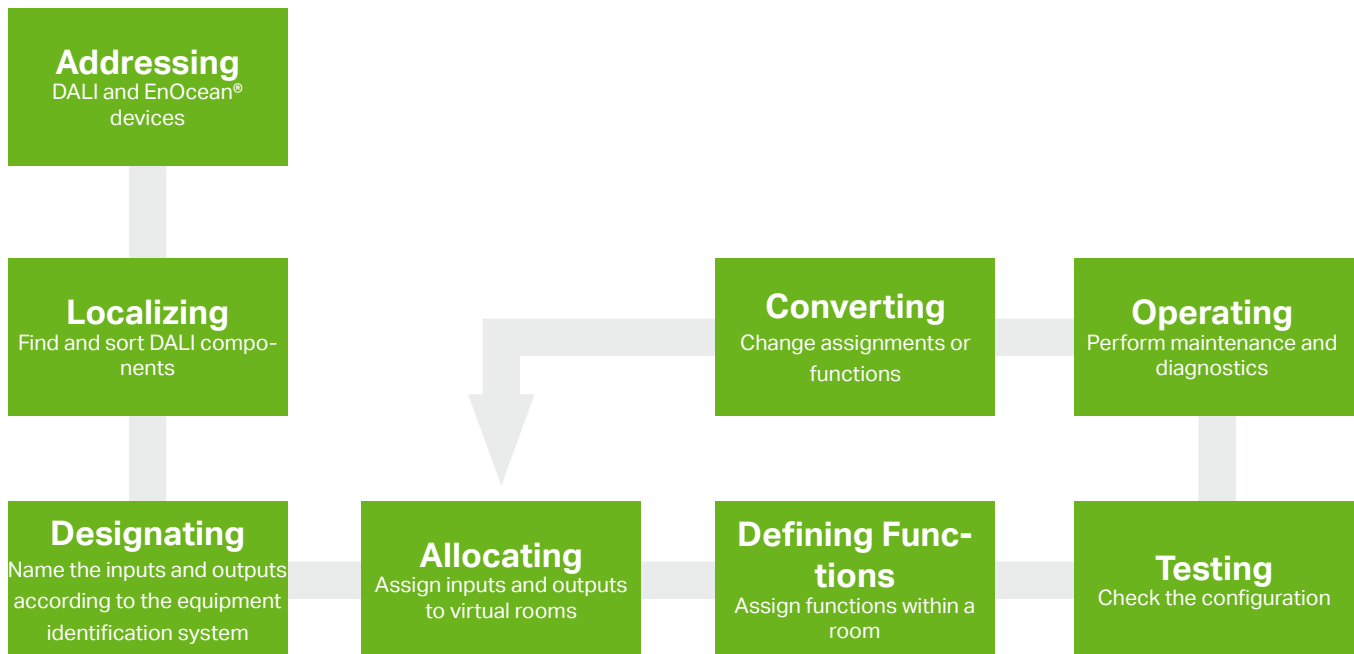 Addressing
DALI and EnOcean®
devices
Localizing
Find and sort DALI compo-
nents
Converting
Change assignments or
functions
Operating
Perform maintenance and
diagnostics
Designating
Name the inputs and outputs
according to the equipment
identification system
Allocating
Assign inputs and outputs
to virtual rooms
Defining Func-
tions
Assign functions within a
room
Testing
Check the configuration